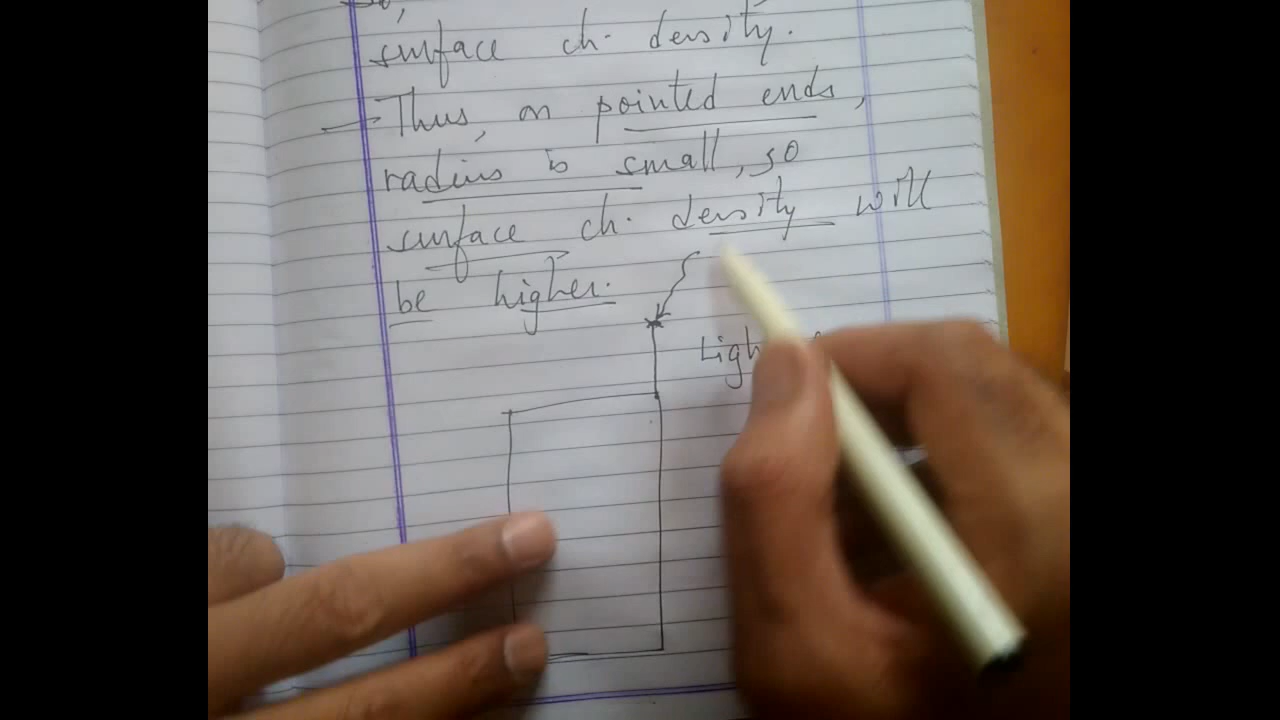 surface ch. density.
Thus, on pointed ends,
radius is small, so
surface ch. density will
be higher.